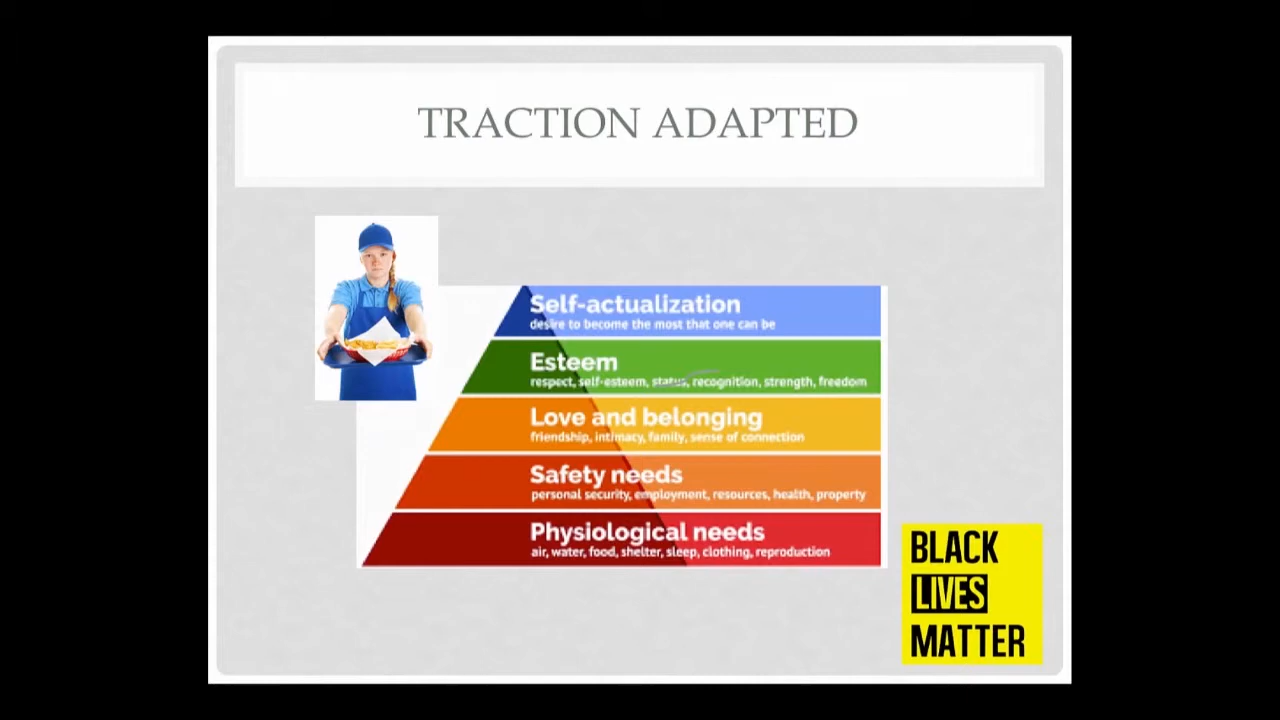 TRACTION ADAPTED
Self-actualization
desire to become the most that one can be
Esteem
respect, self-esteem, status, recognition, strength, freedom
Love and belonging
friendship, intimacy, family, sense of connection
Safety needs
personal security, employment, resources, health, property
Physiological needs
air, water, food, shelter, sleep, clothing, reproduction
BLACK
LIVES
MATTER